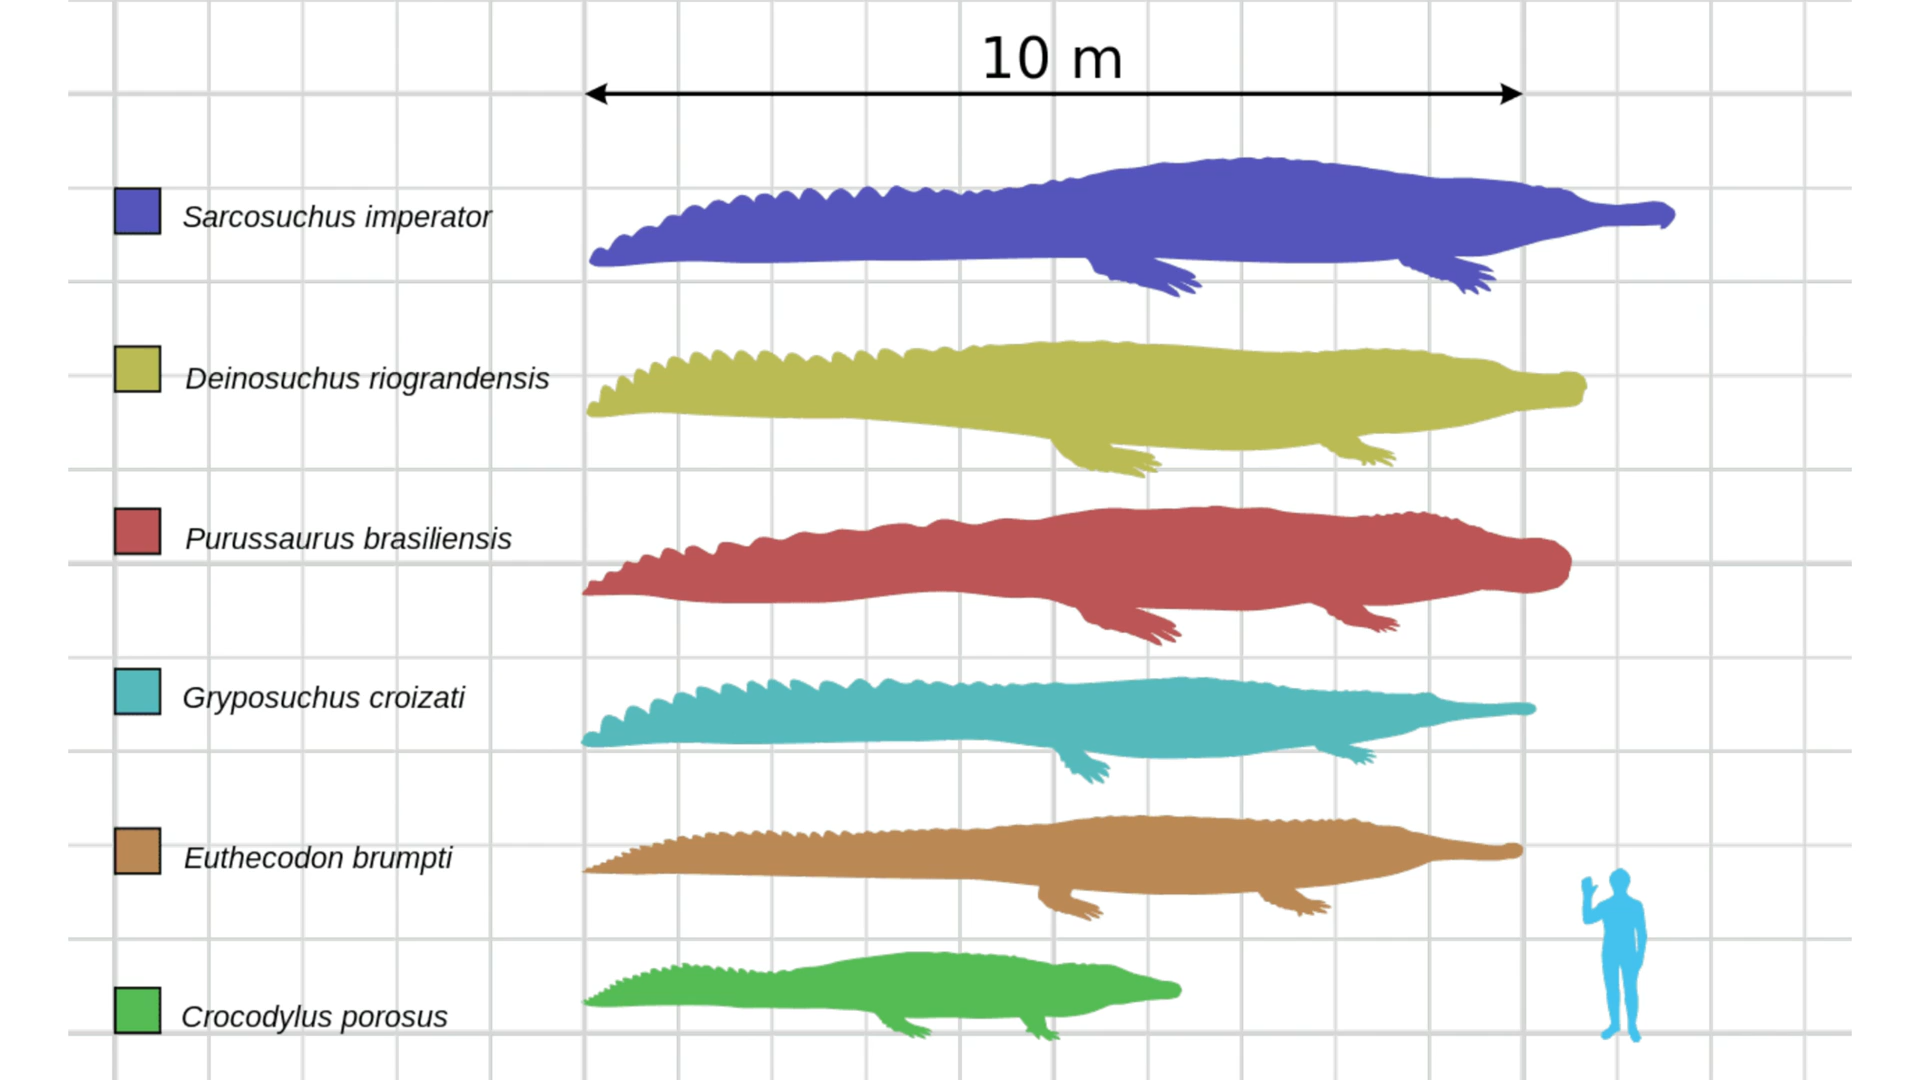 10 m
Sarcosuchus imperator
Deinosuchus riograndensis
Purussaurus brasiliensis
Gryposuchus croizati
Euthecodon brumpti
Crocodylus porosus